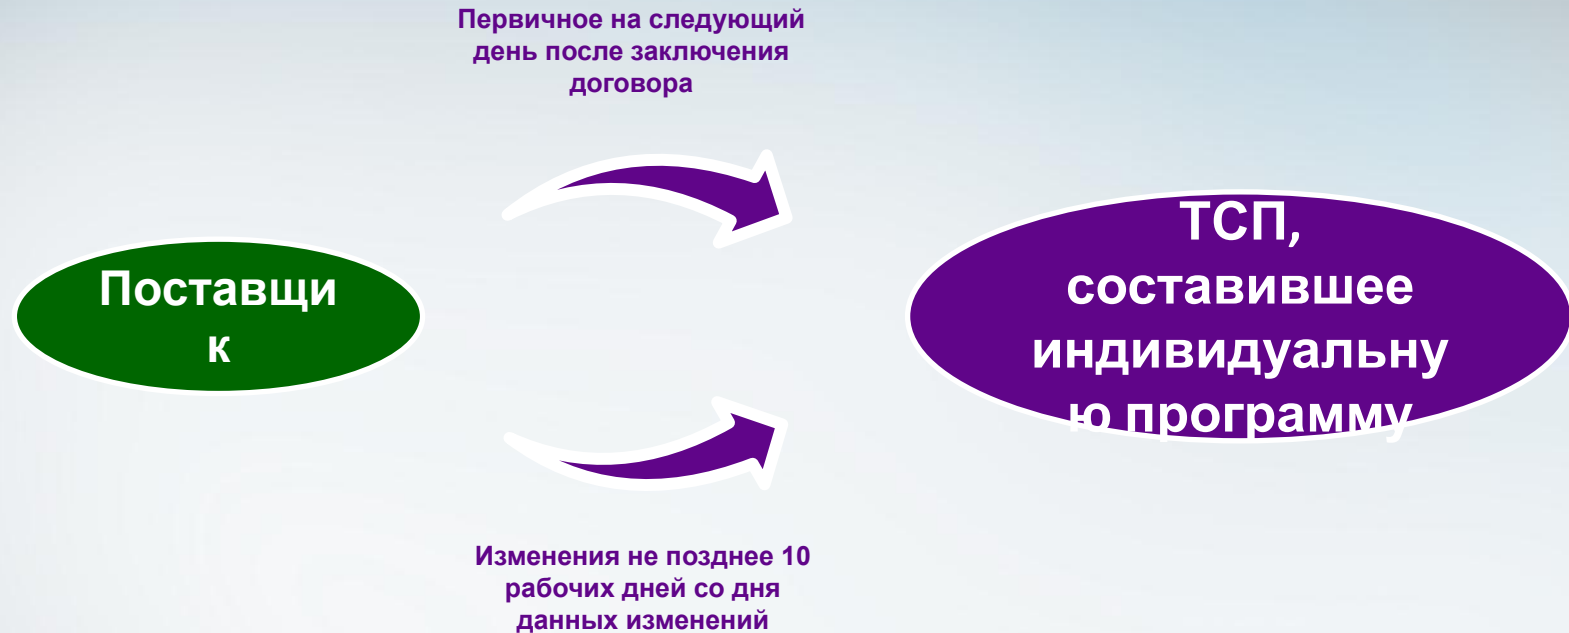 Первичное на следующий
день после заключения
договора
Поставщи
к
ТСП,
составившее
индивидуальну
ю программу
Изменения не позднее 10
рабочих дней со дня
данных изменений